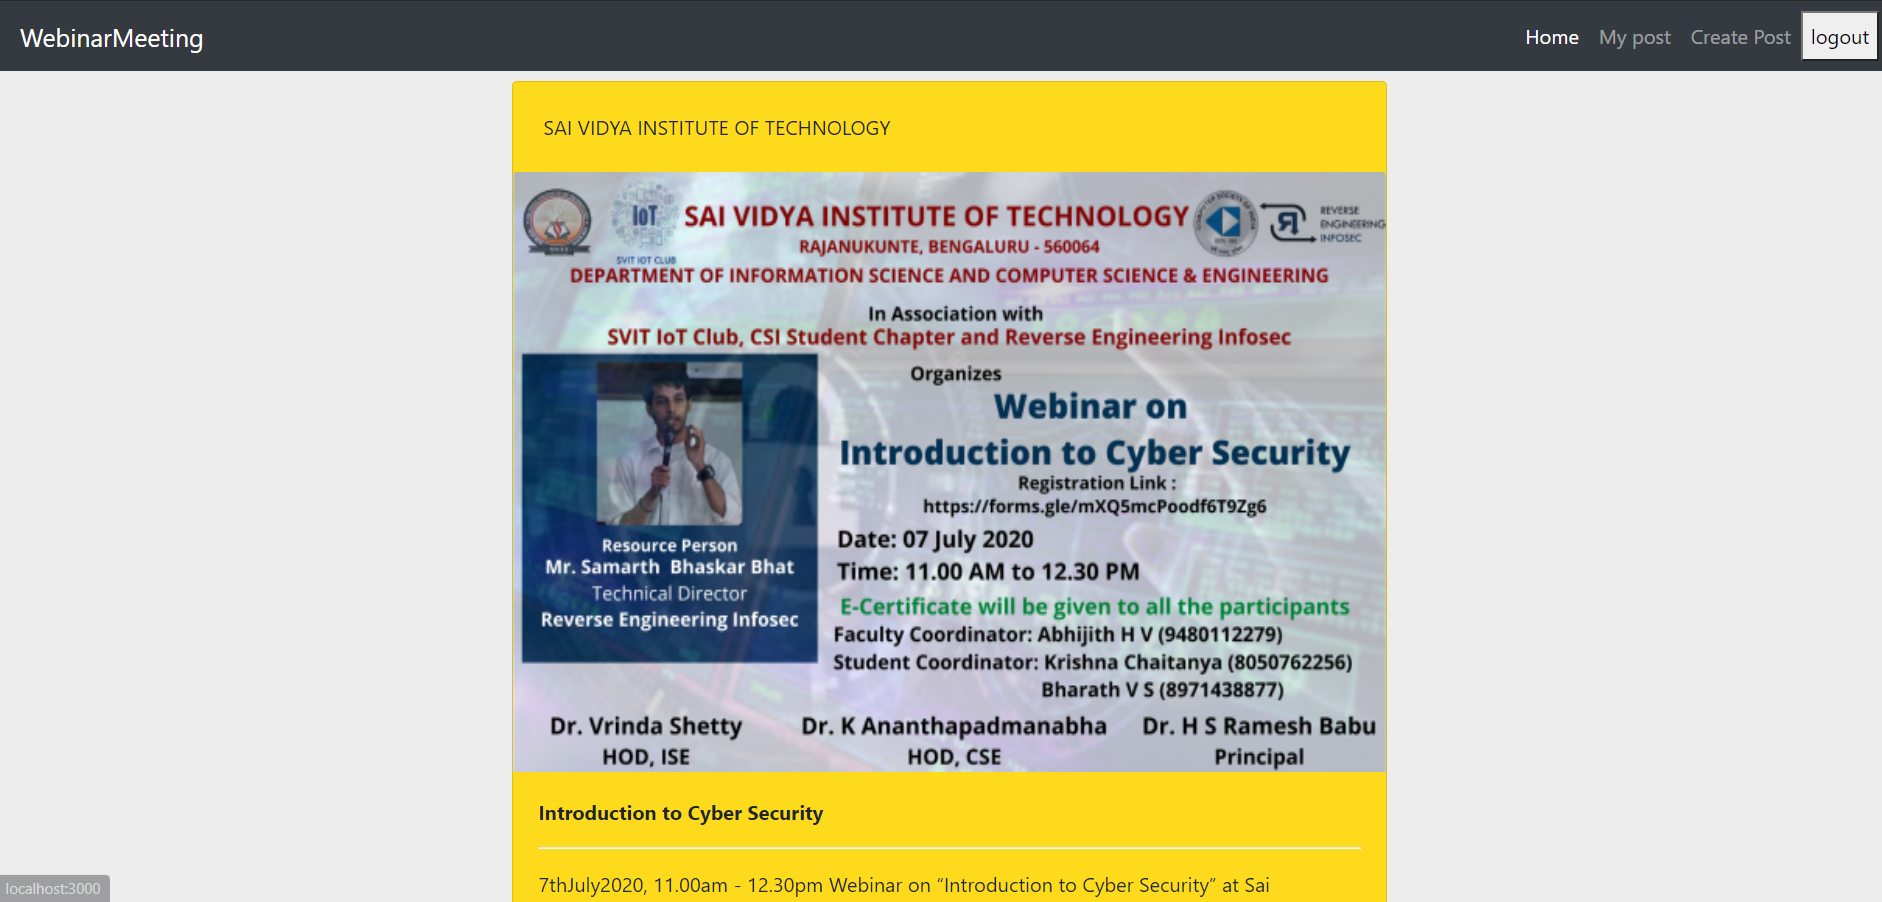 WebinarMeeting
Home My post Create Post logout
SAI VIDYA INSTITUTE OF TECHNOLOGY
IoT
SVIT IOT CLUB
SAI VIDYA INSTITUTE OF TECHNOLOGY
RAJANUKUNTE, BENGALURU - 560064
REVERSE
ENGINEERING
INFOSEC
DEPARTMENT OF INFORMATION SCIENCE AND COMPUTER SCIENCE & ENGINEERING
In Association with
SVIT IoT Club, CSI Student Chapter and Reverse Engineering Infosec
Organizes
Webinar on
Introduction to Cyber Security
Registration Link :
https://forms.gle/mXQ5mcPoodf6T9Zg6
Resource Person
Mr. Samarth Bhaskar Bhat
Technical Director
Reverse Engineering Infosec
Date: 07 July 2020
Time: 11.00 AM to 12.30 PM
E-Certificate will be given to all the participants
Faculty Coordinator: Abhijith H V (9480112279)
Student Coordinator: Krishna Chaitanya (8050762256)
Bharath V S (8971438877)
Dr. Vrinda Shetty
HOD, ISE
Dr. K Ananthapadmanabha
HOD, CSE
Dr. H S Ramesh Babu
Principal
Introduction to Cyber Security
7thJuly2020, 11.00am - 12.30pm Webinar on “Introduction to Cyber Security” at Sai
localhost:3000